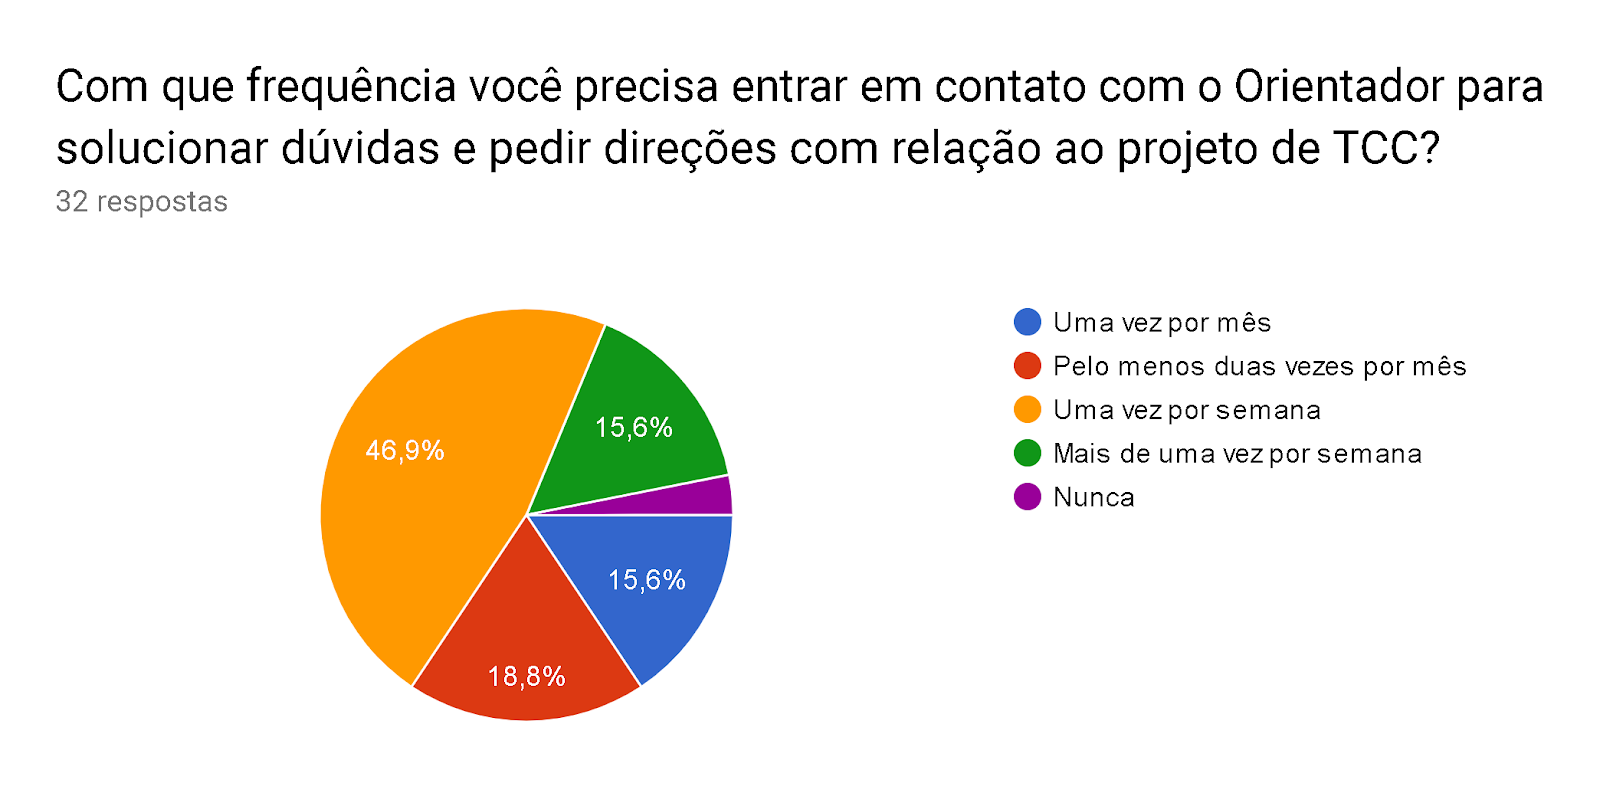 Com que frequência você precisa entrar em contato com o Orientador para
solucionar dúvidas e pedir direções com relação ao projeto de TCC?
32 respostas
46,9%
15,6%
15,6%
18,8%
Uma vez por mês
Pelo menos duas vezes por mês
Uma vez por semana
Mais de uma vez por semana
Nunca